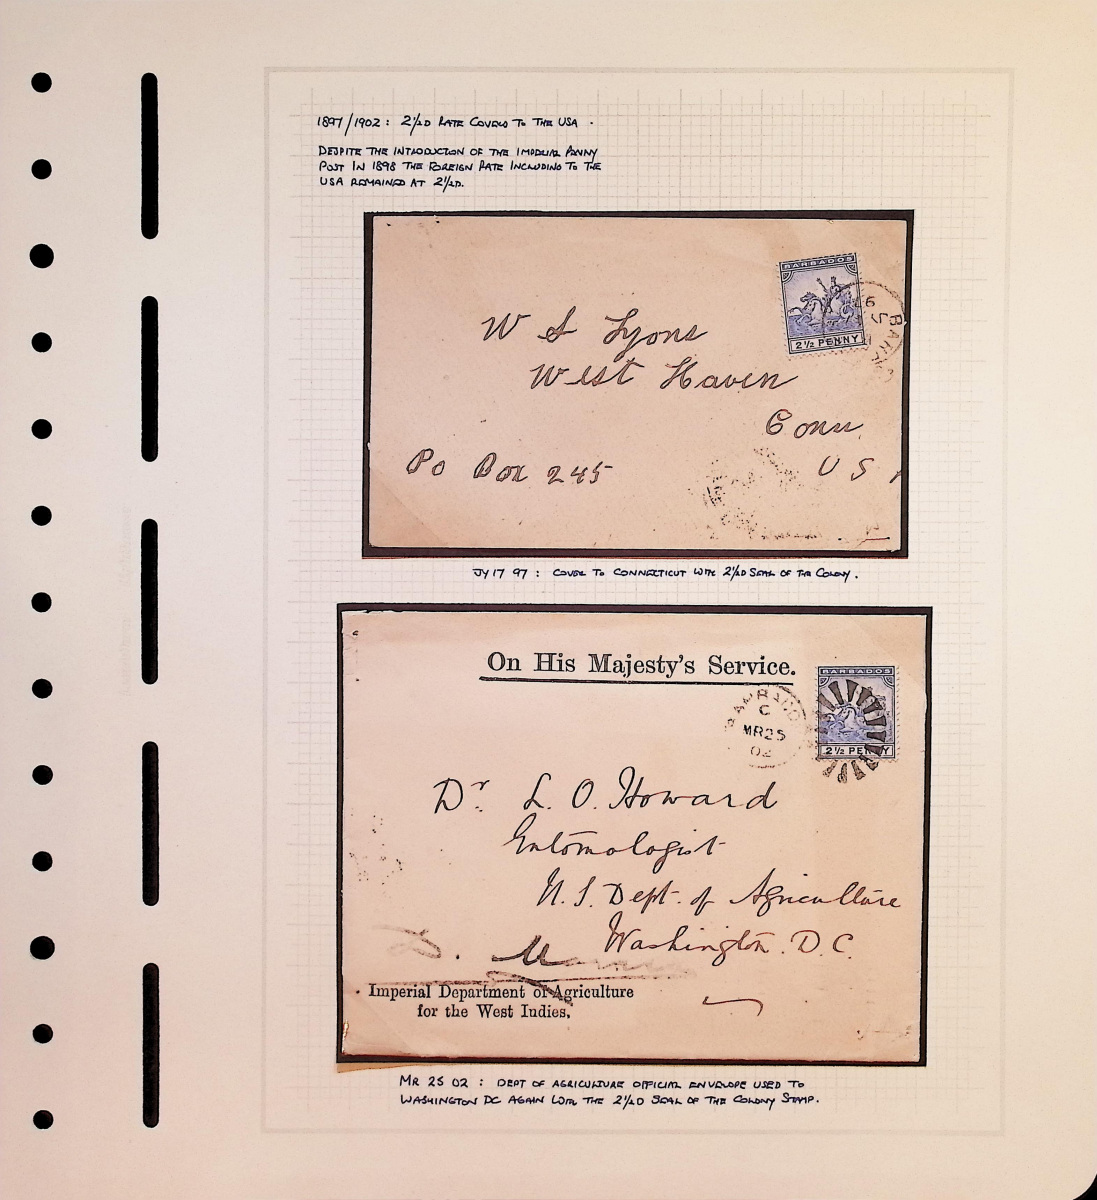 1897/1902: 2½D RATE COVERS TO THE USA.
DESPITE THE INTRODUCTION OF THE IMPERIAL PENNY
POST IN 1898 THE FOREIGN RATE INCLUDING TO THE
USA REMAINED AT 2½D.
BARBADOS
2½ PENNY
W S Lyons
West Haven
Conn
Po Box 245
U S
JY 17 97: COVER TO CONNECTICUT WITH 2½D SEAL OF THE COLONY.
On His Majesty's Service.
BARBADOS
C
MR 25
02
BARBADOS
2½ PENNY
Dr. L. O. Howard
Entomologist
U. S. Dept. of Agriculture
Washington. D. C.
Imperial Department of Agriculture
for the West Indies.
MR 25 02: DEPT OF AGRICULTURE OFFICIAL ENVELOPE USED TO
WASHINGTON DC AGAIN WITH THE 2½D SEAL OF THE COLONY STAMP.